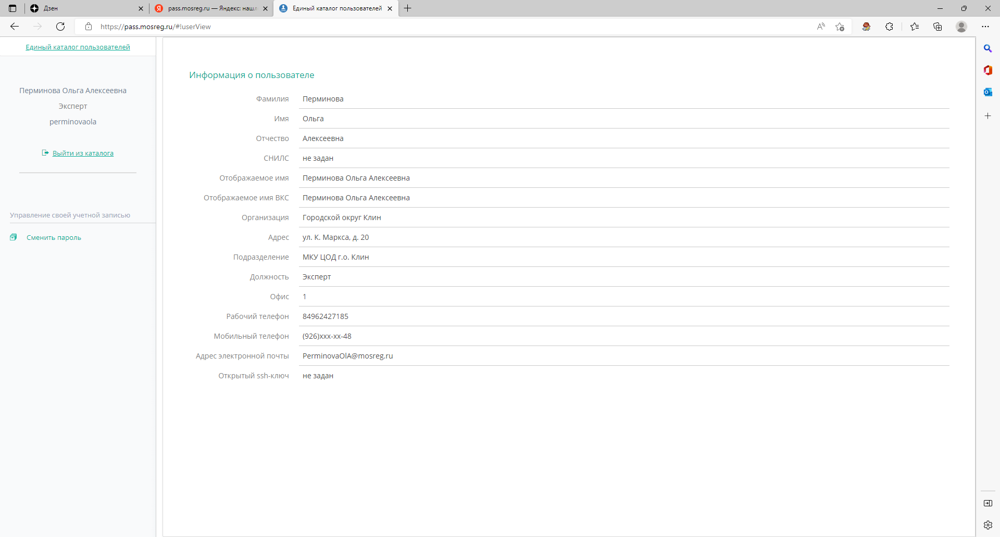 Дзен
pass.mosreg.ru — Яндекс: нашл
Единый каталог пользователей
https://pass.mosreg.ru/#!userView
Единый каталог пользователей
Перминова Ольга Алексеевна
Эксперт
perminovaola
Выйти из каталога
Управление своей учетной записью
Сменить пароль
Информация о пользователе
Фамилия Перминова
Имя Ольга
Отчество Алексеевна
СНИЛС не задан
Отображаемое имя Перминова Ольга Алексеевна
Отображаемое имя ВКС Перминова Ольга Алексеевна
Организация Городской округ Клин
Адрес ул. К. Маркса, д. 20
Подразделение МКУ ЦОД г.о. Клин
Должность Эксперт
Офис 1
Рабочий телефон 84962427185
Мобильный телефон (926)xxx-xx-48
Адрес электронной почты PerminovaOlA@mosreg.ru
Открытый ssh-ключ не задан